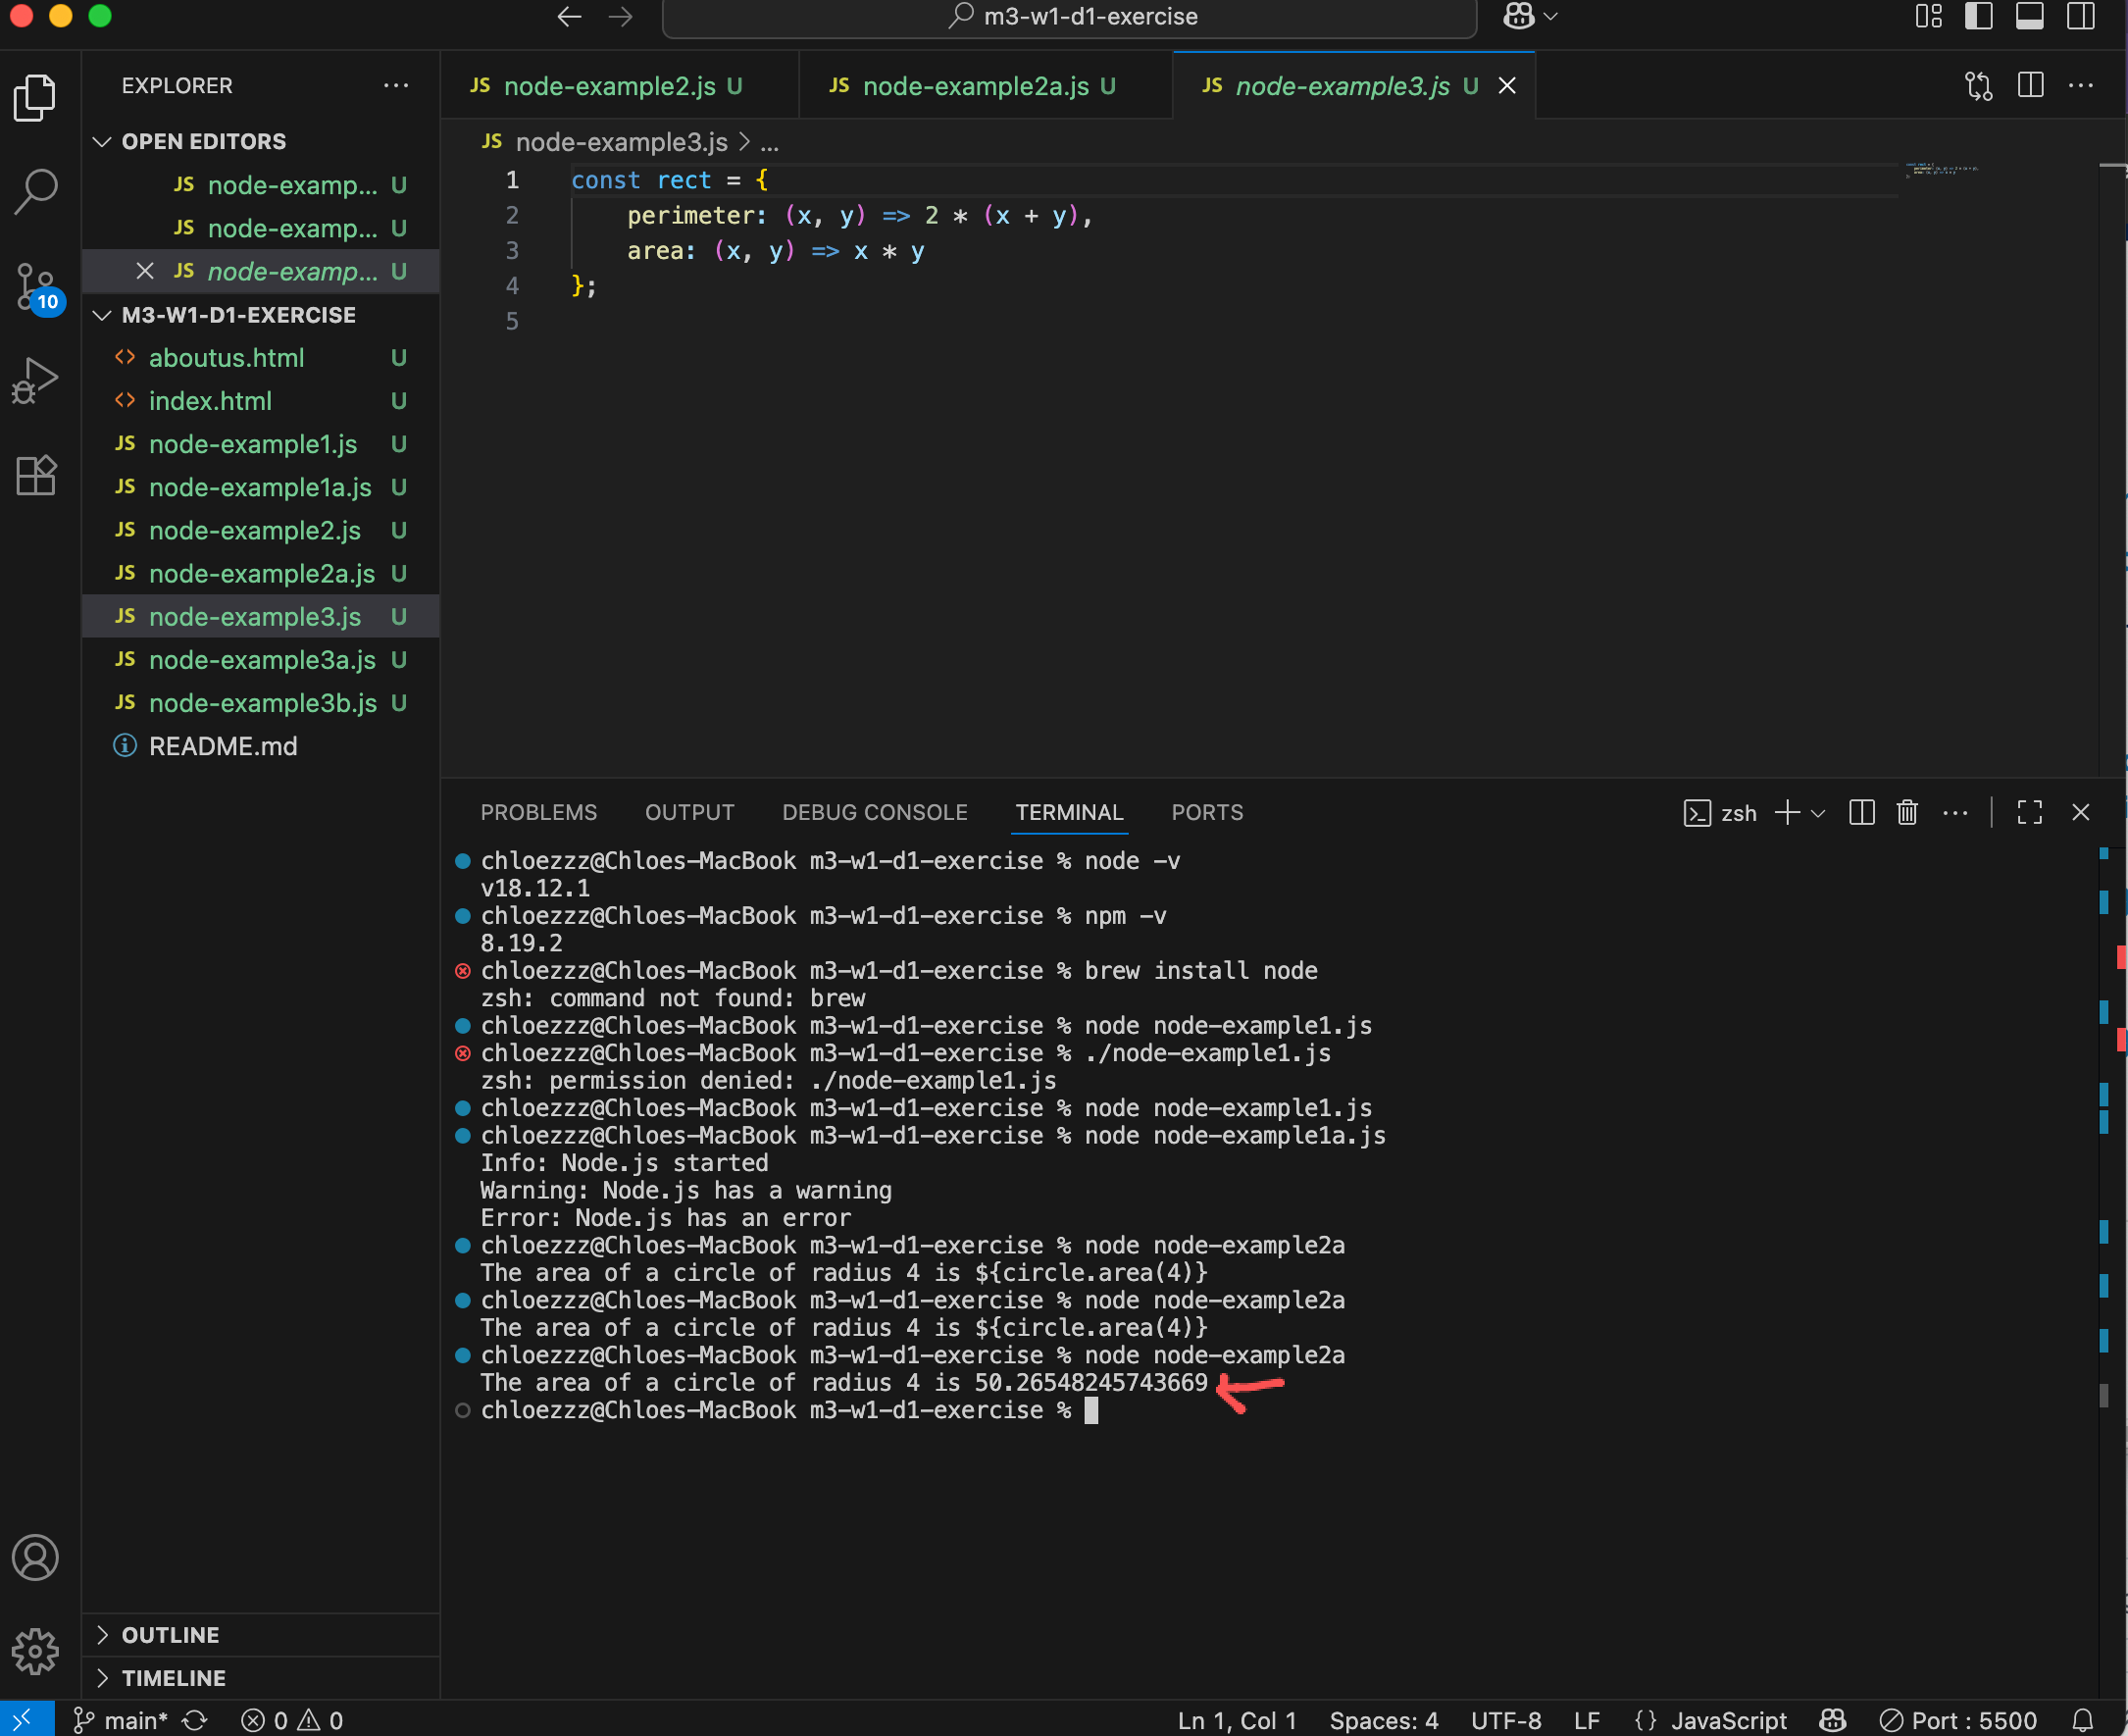 m3-w1-d1-exercise
EXPLORER
JS node-example2.js U
JS node-example2a.js U
JS node-example3.js U
OPEN EDITORS
JS node-examp... U
JS node-examp... U
JS node-examp... U
M3-W1-D1-EXERCISE
<> aboutus.html U
<> index.html U
JS node-example1.js U
JS node-example1a.js U
JS node-example2.js U
JS node-example2a.js U
JS node-example3.js U
JS node-example3a.js U
JS node-example3b.js U
README.md
10
OUTLINE
TIMELINE
JS node-example3.js > ...
1 const rect = {
2 perimeter: (x, y) => 2 * (x + y),
3 area: (x, y) => x * y
4 };
5
PROBLEMS OUTPUT DEBUG CONSOLE TERMINAL PORTS
zsh
chloezzz@Chloes-MacBook m3-w1-d1-exercise % node -v
v18.12.1
chloezzz@Chloes-MacBook m3-w1-d1-exercise % npm -v
8.19.2
chloezzz@Chloes-MacBook m3-w1-d1-exercise % brew install node
zsh: command not found: brew
chloezzz@Chloes-MacBook m3-w1-d1-exercise % node node-example1.js
chloezzz@Chloes-MacBook m3-w1-d1-exercise % ./node-example1.js
zsh: permission denied: ./node-example1.js
chloezzz@Chloes-MacBook m3-w1-d1-exercise % node node-example1.js
chloezzz@Chloes-MacBook m3-w1-d1-exercise % node node-example1a.js
Info: Node.js started
Warning: Node.js has a warning
Error: Node.js has an error
chloezzz@Chloes-MacBook m3-w1-d1-exercise % node node-example2a
The area of a circle of radius 4 is ${circle.area(4)}
chloezzz@Chloes-MacBook m3-w1-d1-exercise % node node-example2a
The area of a circle of radius 4 is ${circle.area(4)}
chloezzz@Chloes-MacBook m3-w1-d1-exercise % node node-example2a
The area of a circle of radius 4 is 50.26548245743669
chloezzz@Chloes-MacBook m3-w1-d1-exercise %
main* 0 0 Ln 1, Col 1 Spaces: 4 UTF-8 LF {} JavaScript Port : 5500